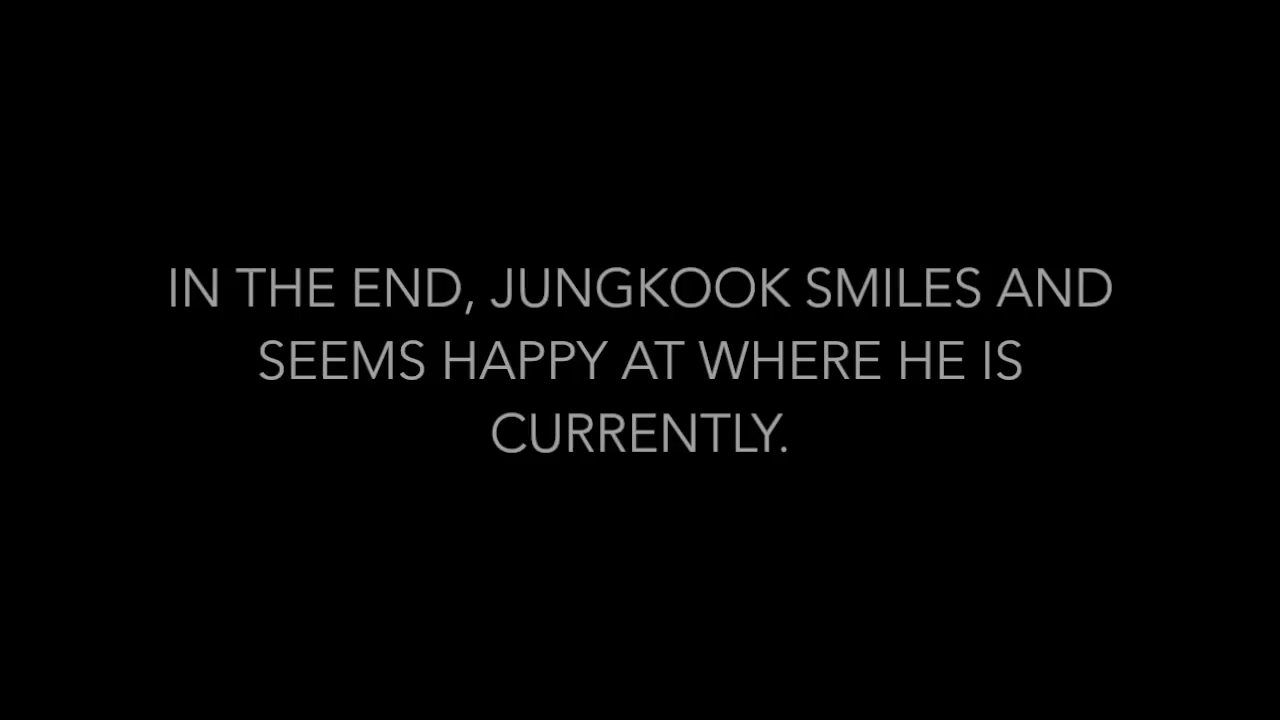 IN THE END, JUNGKOOK SMILES AND
SEEMS HAPPY AT WHERE HE IS
CURRENTLY.